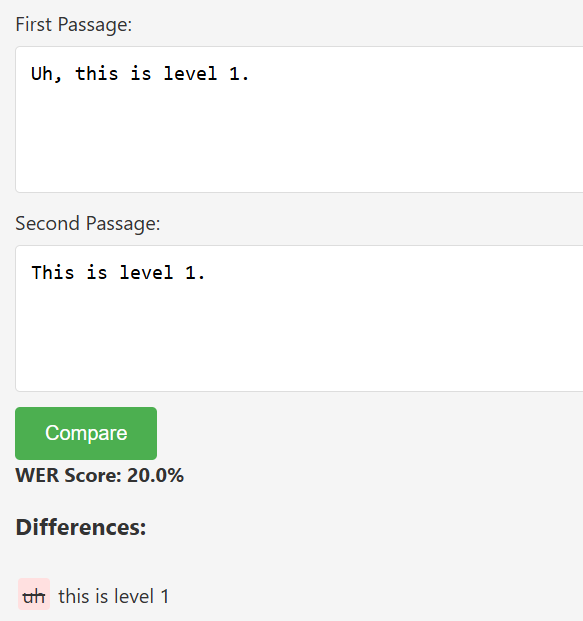 First Passage:
Uh, this is level 1.
Second Passage:
This is level 1.
Compare
WER Score: 20.0%
Differences:
uh this is level 1